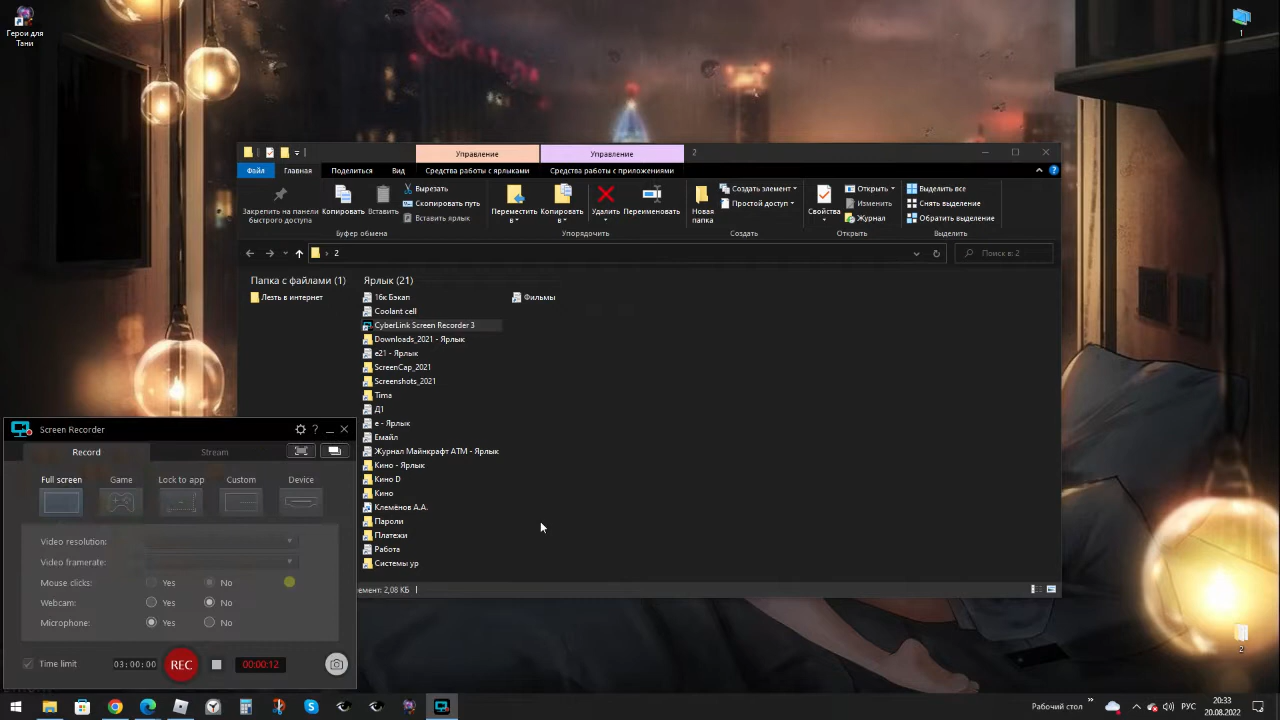 Герои для
Тани
1
Управление
Управление
2
Файл
Главная
Поделиться
Вид
Средства работы с ярлыками
Средства работы с приложениями
Закрепить на панели
быстрого доступа
Копировать
Вставить
Вырезать
Скопировать путь
Вставить ярлык
Буфер обмена
Переместить
в
Копировать
в
Удалить
Переименовать
Упорядочить
Новая
папка
Создать элемент
Простой доступ
Создать
Свойства
Открыть
Изменить
Журнал
Открыть
Выделить все
Снять выделение
Обратить выделение
Выделить
2
Поиск в: 2
Папка с файлами (1)
Лезть в интернет
Ярлык (21)
16к Бэкап
Coolant cell
CyberLink Screen Recorder 3
Downloads_2021 - Ярлык
e21 - Ярлык
ScreenCap_2021
Screenshots_2021
Tima
Д1
е - Ярлык
Емайл
Журнал Майнкрафт АТМ - Ярлык
Кино - Ярлык
Кино D
Кино
Клемёнов А.А.
Пароли
Платежи
Работа
Системы ур
Фильмы
емент: 2,08 КБ
Screen Recorder
Record
Stream
Full screen
Game
Lock to app
Custom
Device
Video resolution:
Video framerate:
Mouse clicks:
Yes
No
Webcam:
Yes
No
Microphone:
Yes
No
Time limit
03:00:00
REC
00:00:12
2
Рабочий стол
РУС
20:33
20.08.2022